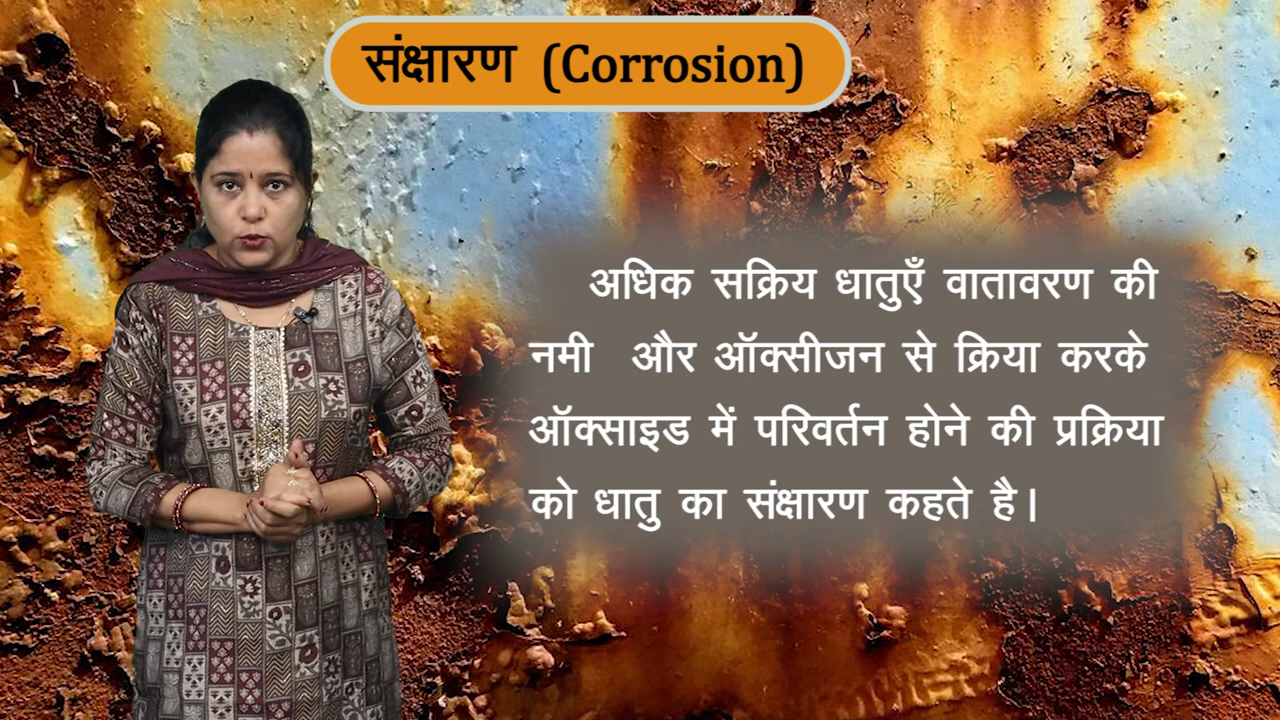 संक्षारण (Corrosion)
अधिक सक्रिय धातुएँ वातावरण की
नमी और ऑक्सीजन से क्रिया करके
ऑक्साइड में परिवर्तन होने की प्रक्रिया
को धातु का संक्षारण कहते है।